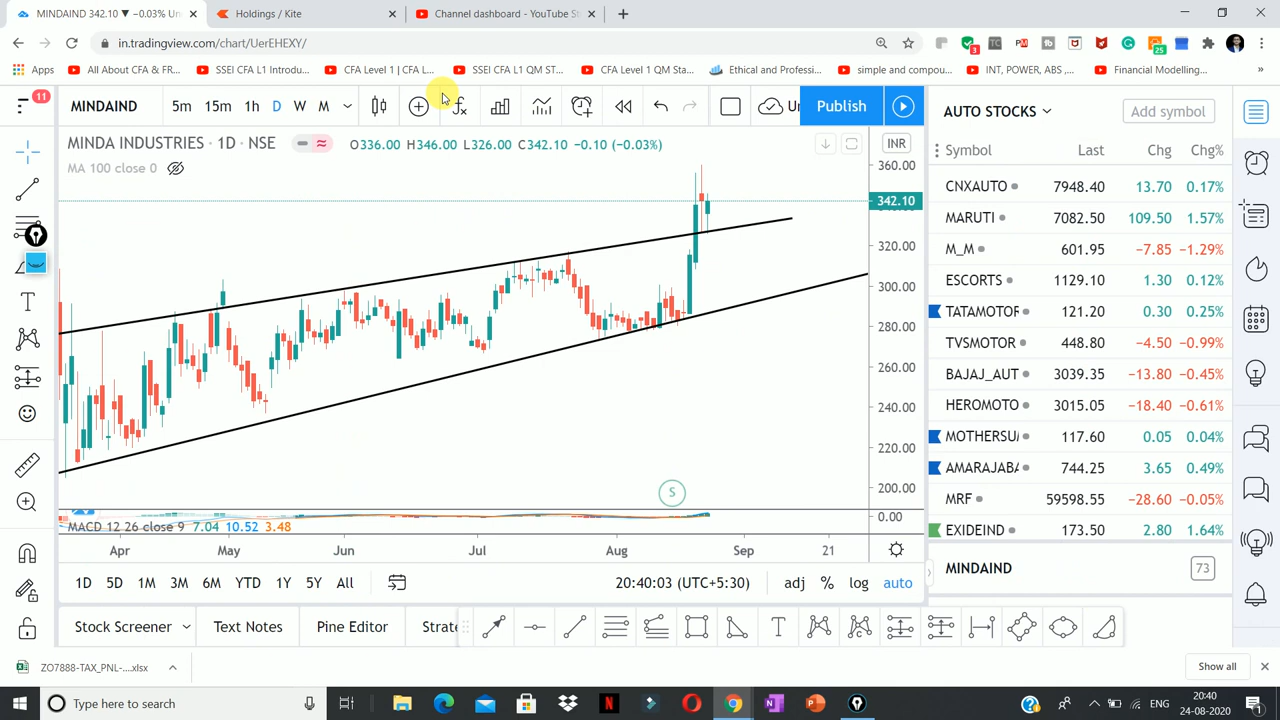 MINDAIND 342.10 ▼ −0.03% Un
Holdings / Kite
Channel dashboard - YouTube St
in.tradingview.com/chart/UerEHEXY/
3
25
Apps
All About CFA & FR...
SSEI CFA L1 Introdu...
CFA Level 1 | CFA L...
SSEI CFA L1 QM ST...
CFA Level 1 QM Sta...
Ethical and Professi...
simple and compou...
INT, POWER, ABS ,...
Financial Modelling...
11
MINDAIND
5m
15m
1h
D
W
M
Publish
AUTO STOCKS
Add symbol
MINDA INDUSTRIES · 1D · NSE
O336.00 H346.00 L326.00 C342.10 −0.10 (−0.03%)
MA 100 close 0
INR
360.00
342.10
320.00
300.00
280.00
260.00
240.00
220.00
200.00
0.00
Symbol Last Chg Chg%
CNXAUTO 7948.40 13.70 0.17%
MARUTI 7082.50 109.50 1.57%
M_M 601.95 −7.85 −1.29%
ESCORTS 1129.10 1.30 0.12%
TATAMOTOR 121.20 0.30 0.25%
TVSMOTOR 448.80 −4.50 −0.99%
BAJAJ_AUT 3039.35 −13.80 −0.45%
HEROMOTO 3015.05 −18.40 −0.61%
MOTHERSU 117.60 0.05 0.04%
AMARAJABA 744.25 3.65 0.49%
MRF 59598.55 −28.60 −0.05%
EXIDEIND 173.50 2.80 1.64%
MINDAIND 73
S
MACD 12 26 close 9 7.04 10.52 3.48
Apr May Jun Jul Aug Sep 21
1D 5D 1M 3M 6M YTD 1Y 5Y All
20:40:03 (UTC+5:30) adj % log auto
Stock Screener
Text Notes
Pine Editor
Strate
T
ZO7888-TAX_PNL-....xlsx
Show all
Type here to search
ENG
20:40
24-08-2020